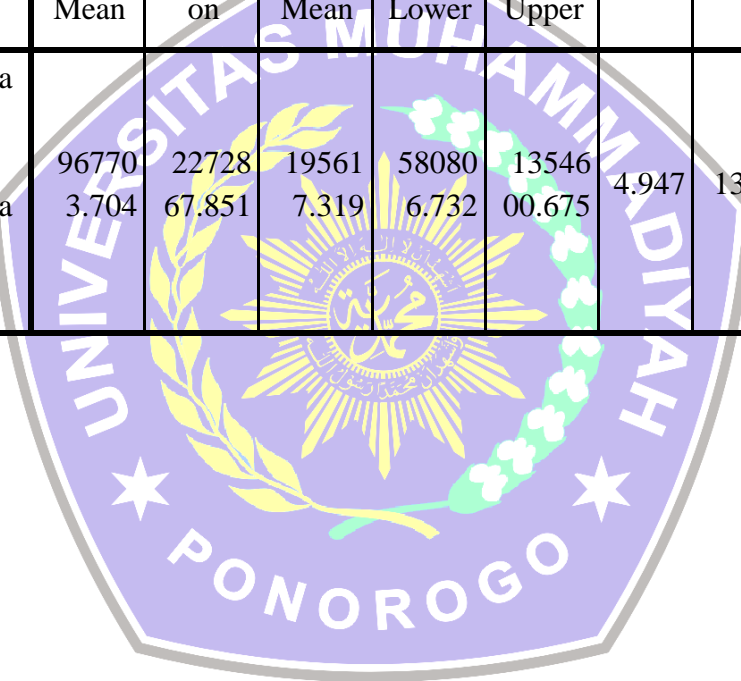 Mean on Mean Lower Upper
a
96770 22728 19561 58080 13546
4.947 13
a 3.704 67.851 7.319 6.732 00.675
UNIVERSITAS MUHAMMADIYAH
PONOROGO